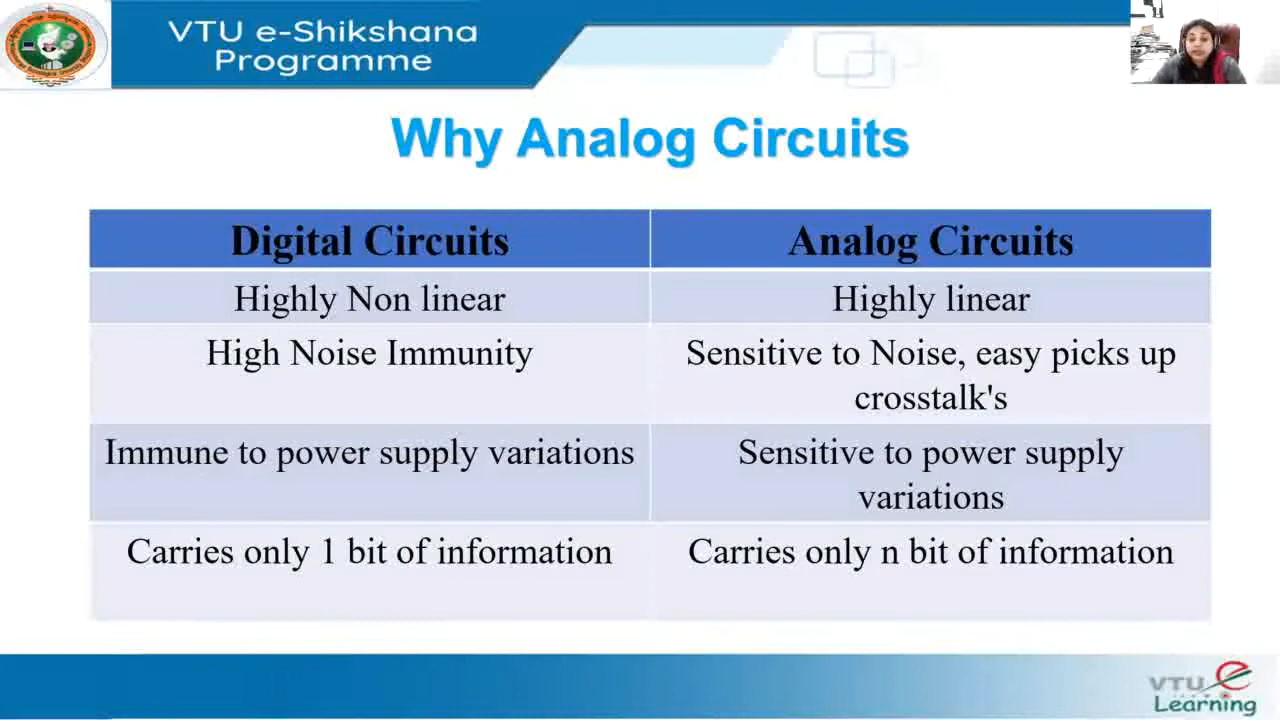 VTU e-Shikshana
Programme
Why Analog Circuits
Digital Circuits
Analog Circuits
Highly Non linear
Highly linear
High Noise Immunity
Sensitive to Noise, easy picks up
crosstalk's
Immune to power supply variations
Sensitive to power supply
variations
Carries only 1 bit of information
Carries only n bit of information
VTU e
Learning